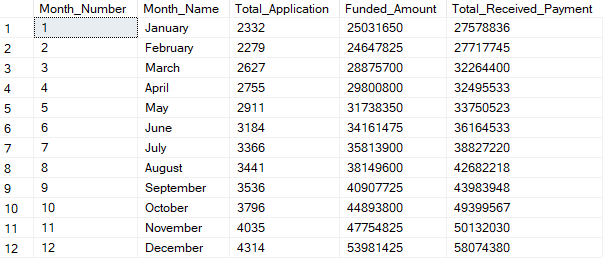 Month_Number Month_Name Total_Application Funded_Amount Total_Received_Payment
1 1 January 2332 25031650 27578836
2 2 February 2279 24647825 27717745
3 3 March 2627 28875700 32264400
4 4 April 2755 29800800 32495533
5 5 May 2911 31738350 33750523
6 6 June 3184 34161475 36164533
7 7 July 3366 35813900 38827220
8 8 August 3441 38149600 42682218
9 9 September 3536 40907725 43983948
10 10 October 3796 44893800 49399567
11 11 November 4035 47754825 50132030
12 12 December 4314 53981425 58074380